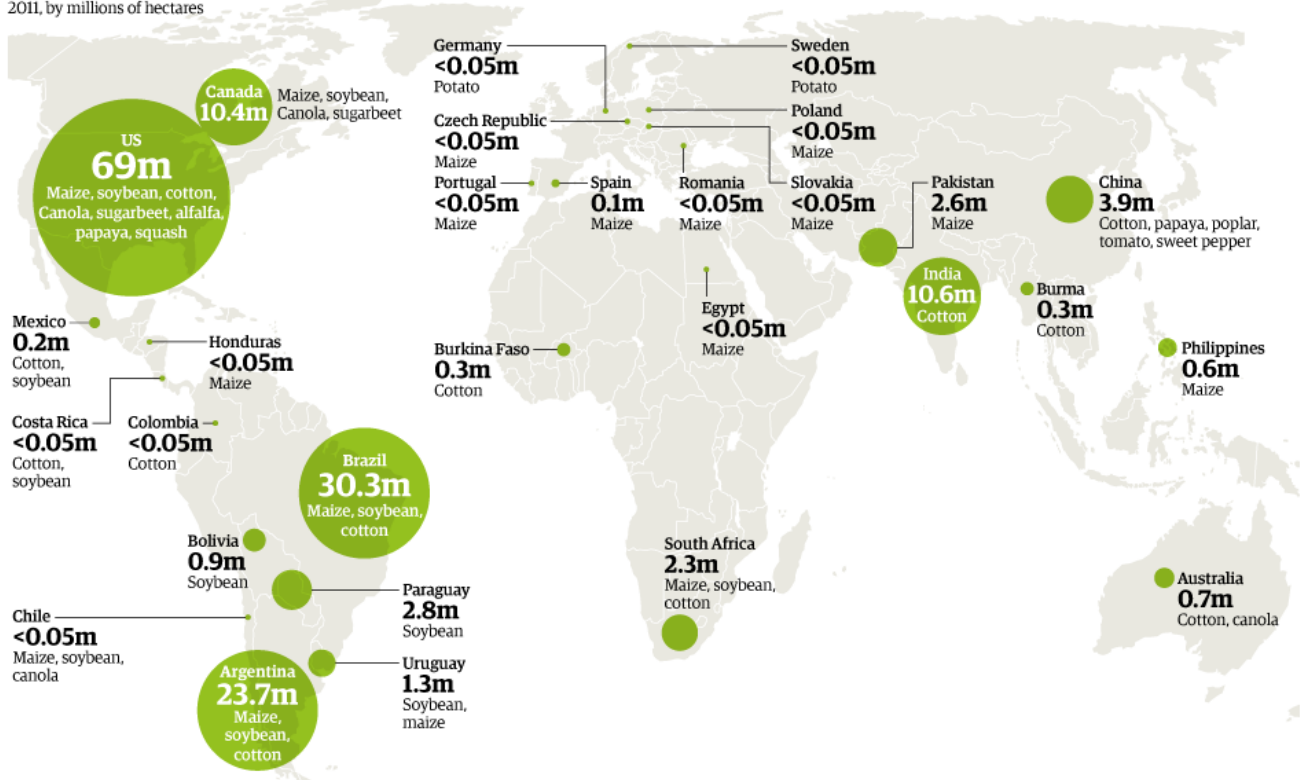 2011, by millions of hectares
Canada
10.4m
Maize, soybean,
Canola, sugarbeet
US
69m
Maize, soybean, cotton,
Canola, sugarbeet, alfalfa,
papaya, squash
Mexico
0.2m
Cotton,
soybean
Honduras
<0.05m
Maize
Costa Rica
<0.05m
Cotton,
soybean
Colombia
<0.05m
Cotton
Brazil
30.3m
Maize, soybean,
cotton
Bolivia
0.9m
Soybean
Paraguay
2.8m
Soybean
Chile
<0.05m
Maize, soybean,
canola
Argentina
23.7m
Maize,
soybean,
cotton
Uruguay
1.3m
Soybean,
maize
Germany
<0.05m
Potato
Sweden
<0.05m
Potato
Czech Republic
<0.05m
Maize
Poland
<0.05m
Maize
Portugal
<0.05m
Maize
Spain
0.1m
Maize
Romania
<0.05m
Maize
Slovakia
<0.05m
Maize
Pakistan
2.6m
Maize
China
3.9m
Cotton, papaya, poplar,
tomato, sweet pepper
India
10.6m
Cotton
Burma
0.3m
Cotton
Egypt
<0.05m
Maize
Burkina Faso
0.3m
Cotton
Philippines
0.6m
Maize
South Africa
2.3m
Maize, soybean,
cotton
Australia
0.7m
Cotton, canola